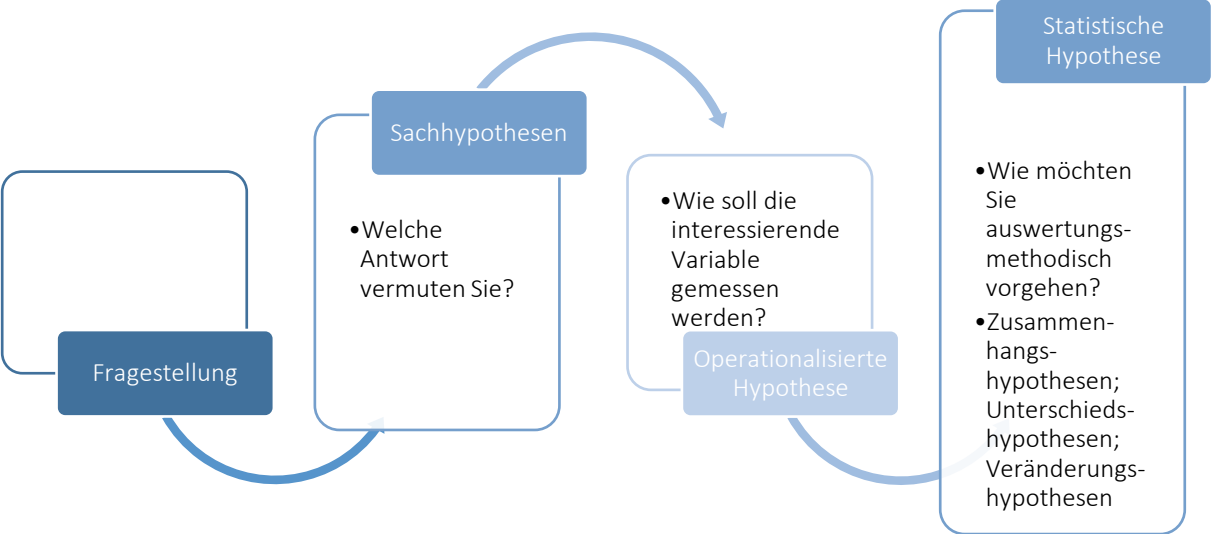 Fragestellung
Sachhypothesen
•Welche
Antwort
vermuten Sie?
•Wie soll die
interessierende
Variable
gemessen
werden?
Operationalisierte
Hypothese
Statistische
Hypothese
•Wie möchten
Sie
auswertungs-
methodisch
vorgehen?
•Zusammen-
hangs-
hypothesen;
Unterschieds-
hypothesen;
Veränderungs-
hypothesen